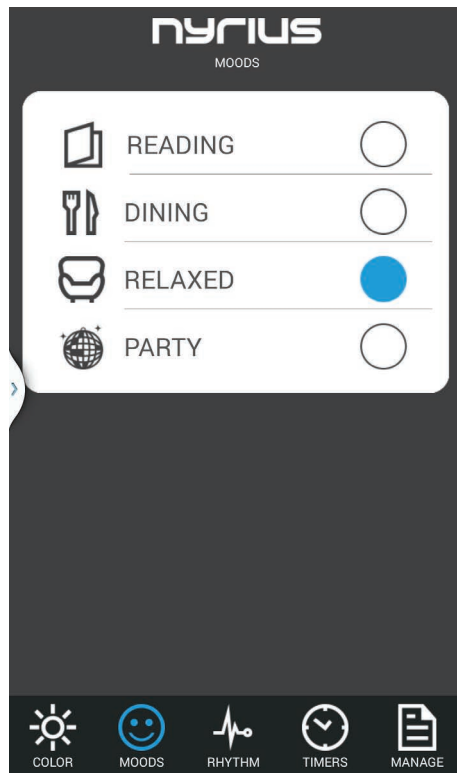 nyrius
MOODS
READING
DINING
RELAXED
PARTY
COLOR MOODS RHYTHM TIMERS MANAGE